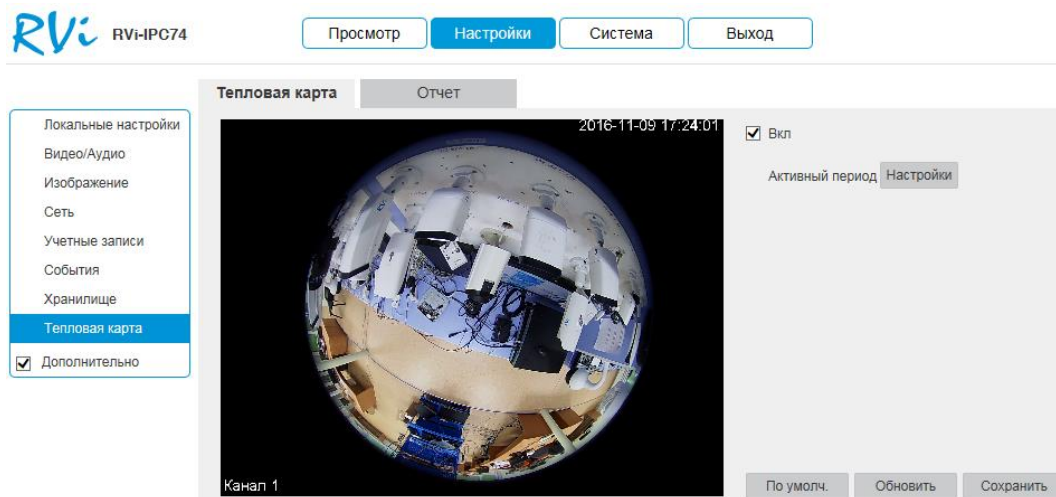 RVi RVi-IPC74
Просмотр Настройки Система Выход
Тепловая карта Отчет
Локальные настройки
Видео/Аудио
Изображение
Сеть
Учетные записи
События
Хранилище
Тепловая карта
Дополнительно
2016-11-09 17:24:01
Канал 1
Вкл
Активный период Настройки
По умолч. Обновить Сохранить